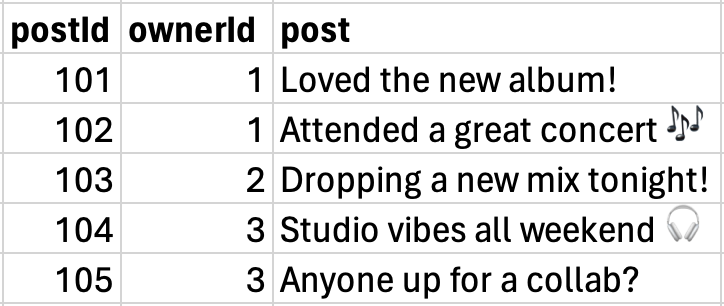 postId ownerId post
101 1 Loved the new album!
102 1 Attended a great concert 🎶
103 2 Dropping a new mix tonight!
104 3 Studio vibes all weekend 🎧
105 3 Anyone up for a collab?